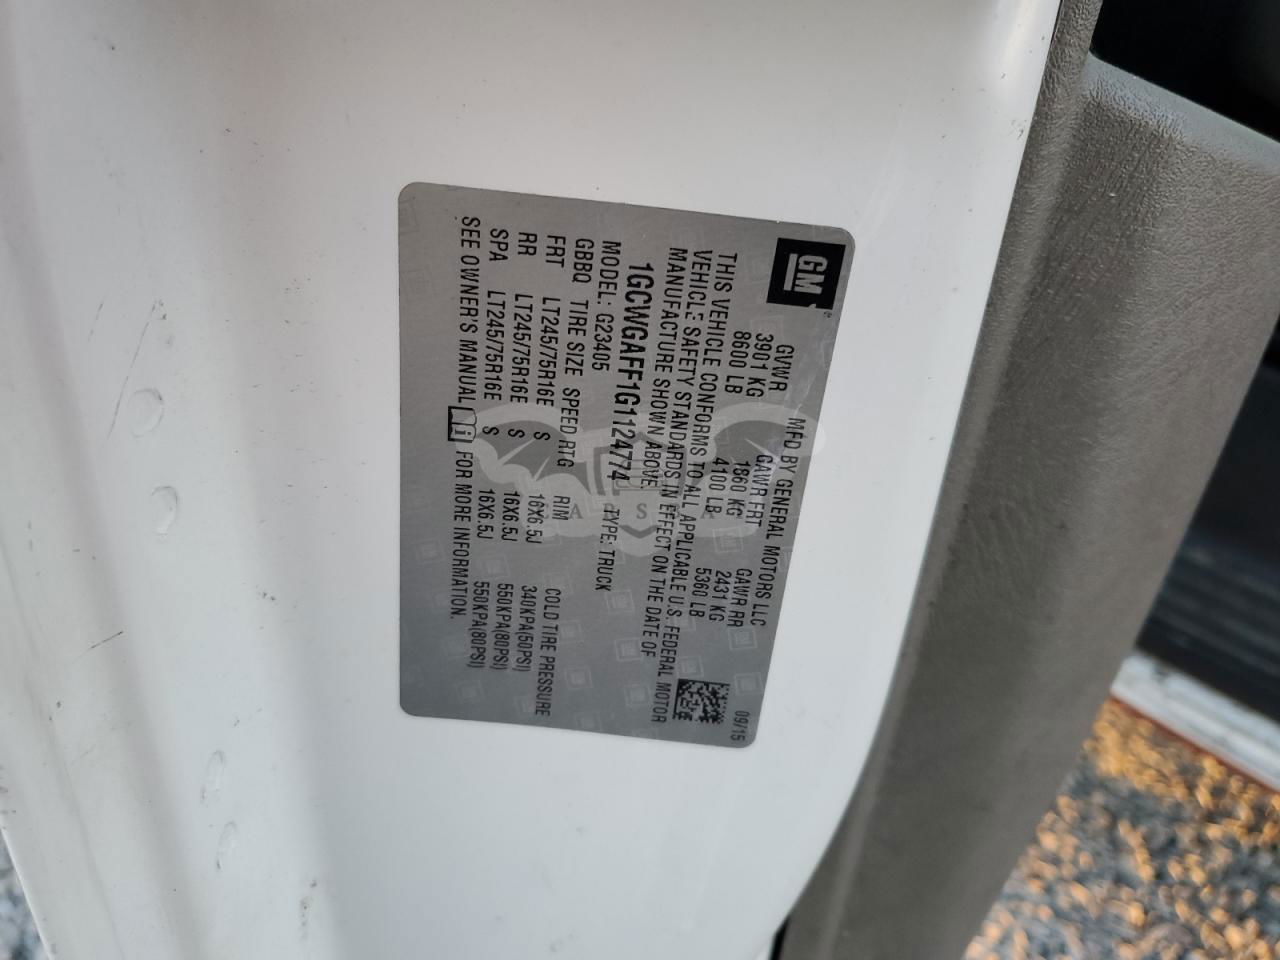 GM
MFD BY GENERAL MOTORS LLC 09/15
GVWR GAWR FRT GAWR RR
3901 KG 1860 KG 2431 KG
8600 LB 4100 LB 5360 LB
THIS VEHICLE CONFORMS TO ALL APPLICABLE U.S. FEDERAL MOTOR
VEHICLE SAFETY STANDARDS IN EFFECT ON THE DATE OF
MANUFACTURE SHOWN ABOVE.
1GCWGAFF1G1124774 TYPE: TRUCK
MODEL: G23405
GBBQ TIRE SIZE SPEED RTG RIM COLD TIRE PRESSURE
FRT LT245/75R16E S 16X6.5J 340KPA(50PSI)
RR LT245/75R16E S 16X6.5J 550KPA(80PSI)
SPA LT245/75R16E S 16X6.5J 550KPA(80PSI)
SEE OWNER'S MANUAL i FOR MORE INFORMATION.